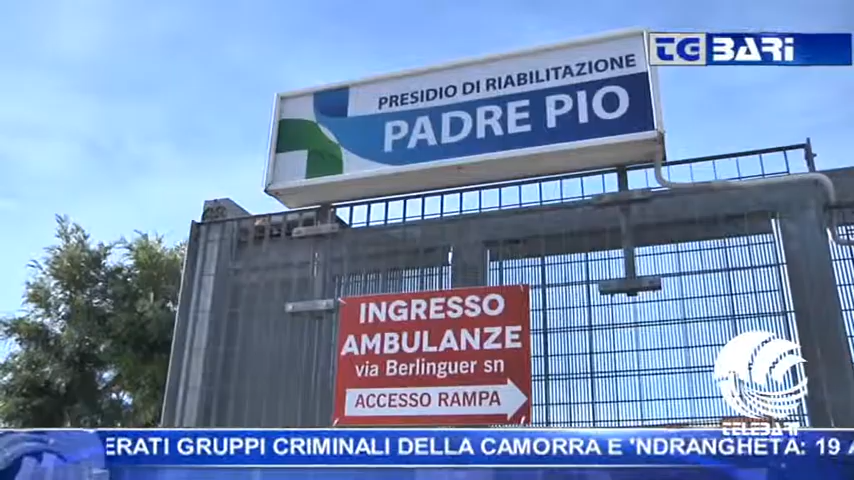 TG BARI
PRESIDIO DI RIABILITAZIONE
PADRE PIO
INGRESSO
AMBULANZE
via Berlinguer sn
ACCESSO RAMPA
TELEBARI
ERATI GRUPPI CRIMINALI DELLA CAMORRA E 'NDRANGHETA: 19 A